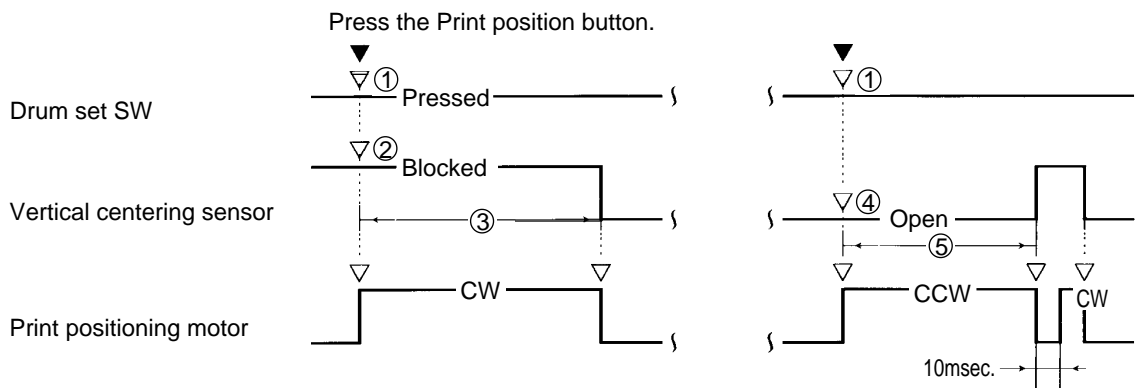 Press the Print position button.
① ①
Drum set SW Pressed
② Blocked
Vertical centering sensor ③ ④ Open
⑤
CW CCW CW
Print positioning motor
10msec.